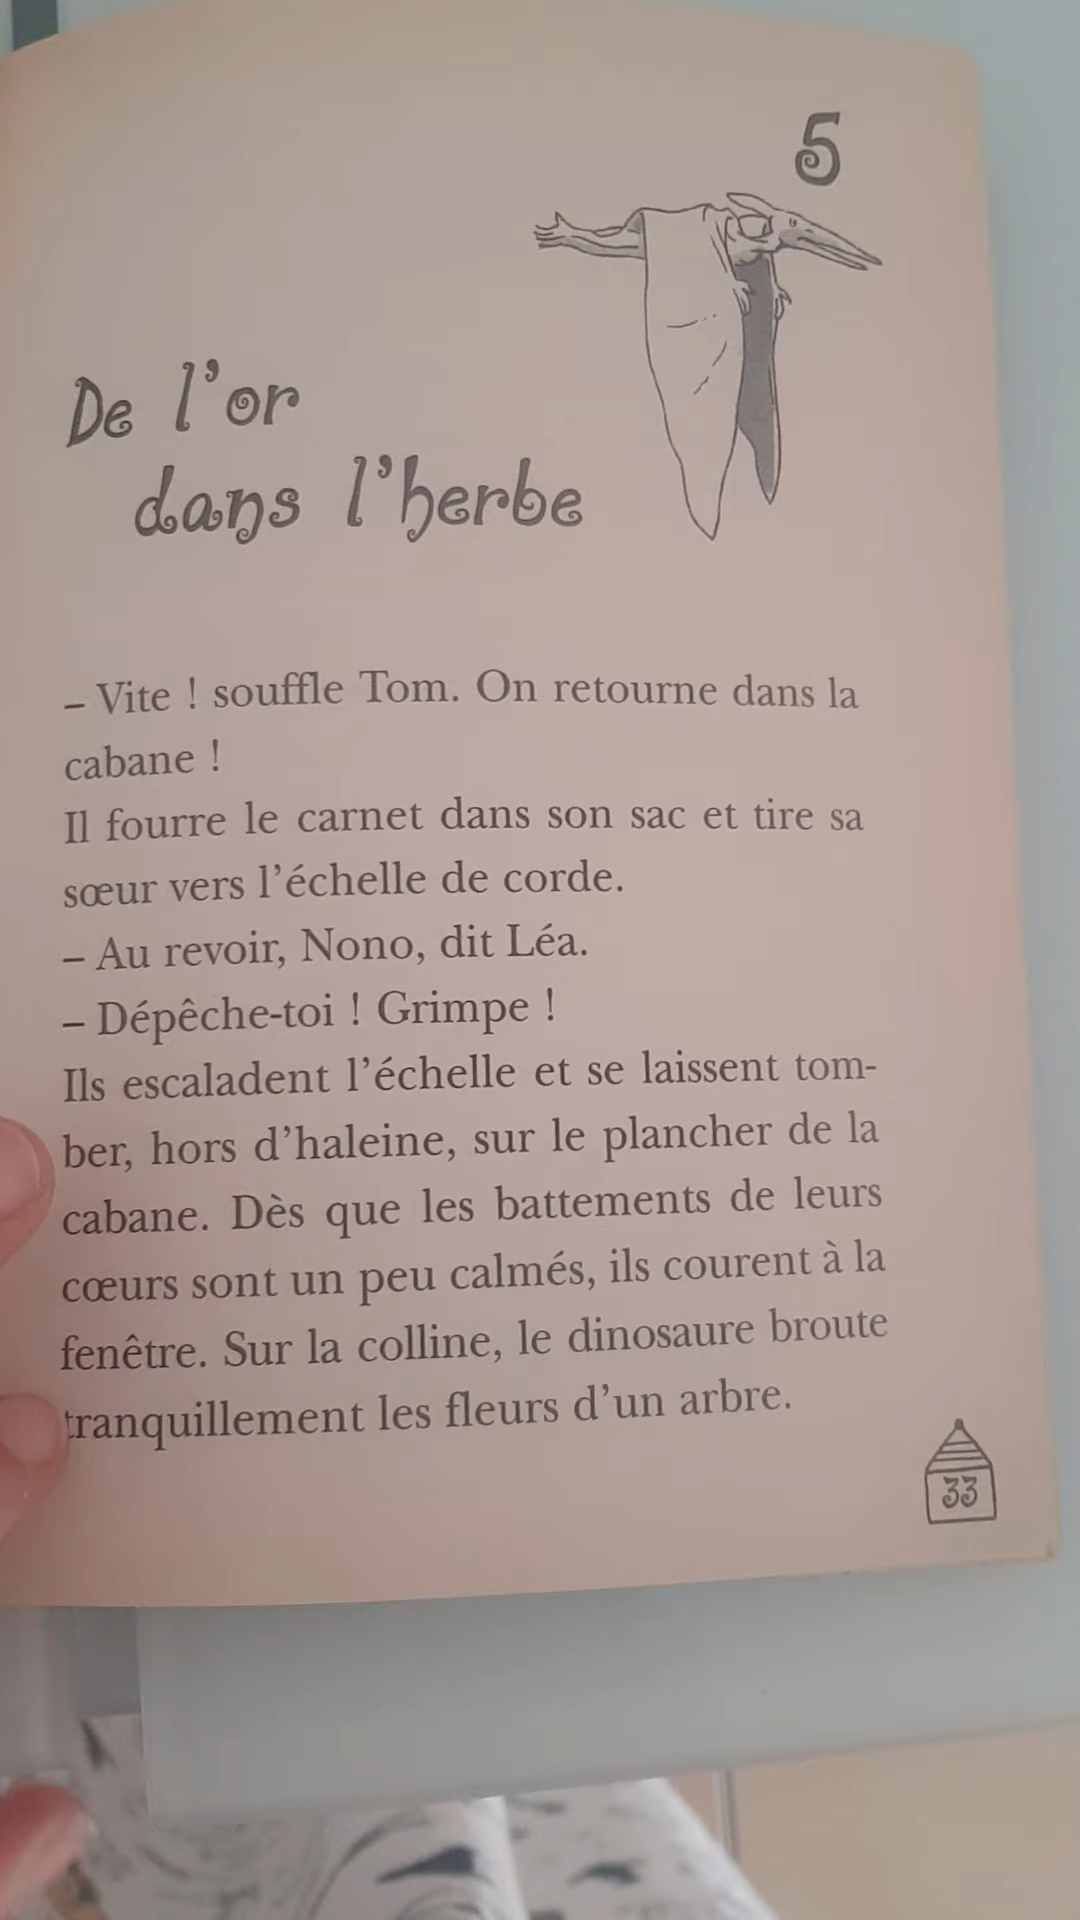 5
De l'or
dans l'herbe
– Vite ! souffle Tom. On retourne dans la
cabane !
Il fourre le carnet dans son sac et tire sa
sœur vers l'échelle de corde.
– Au revoir, Nono, dit Léa.
– Dépêche-toi ! Grimpe !
Ils escaladent l'échelle et se laissent tom-
ber, hors d'haleine, sur le plancher de la
cabane. Dès que les battements de leurs
cœurs sont un peu calmés, ils courent à la
fenêtre. Sur la colline, le dinosaure broute
tranquillement les fleurs d'un arbre.
33